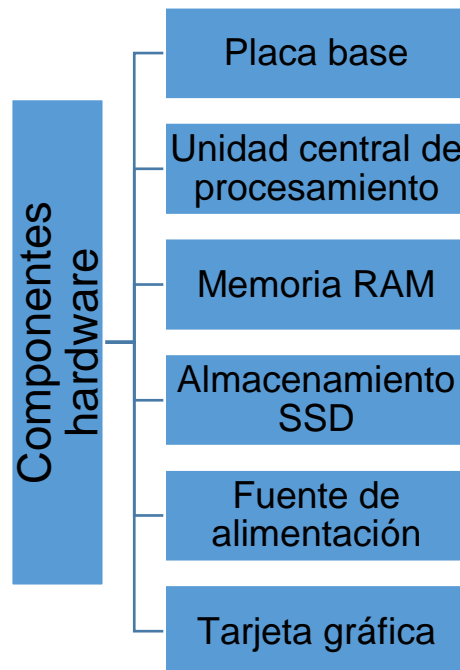 Componentes
hardware
Placa base
Unidad central de
procesamiento
Memoria RAM
Almacenamiento
SSD
Fuente de
alimentación
Tarjeta gráfica